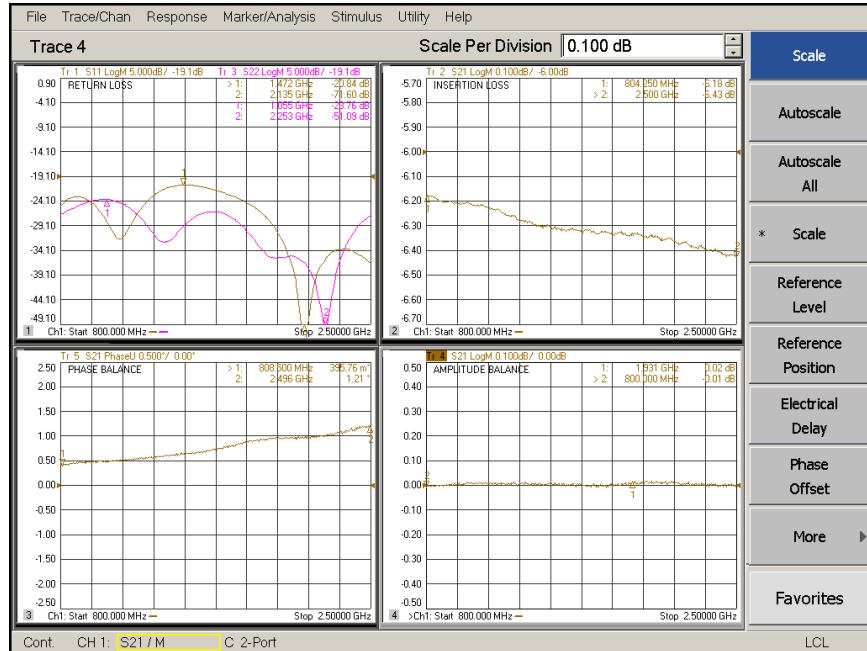 File Trace/Chan Response Marker/Analysis Stimulus Utility Help
Trace 4 Scale Per Division 0.100 dB
Tr 1 S11 LogM 5.000dB/ -19.1dB Tr 3 S22 LogM 5.000dB/ -19.1dB
RETURN LOSS
> 1: 1.472 GHz -20.84 dB
2: 2.135 GHz -71.60 dB
1: 1.055 GHz -23.76 dB
2: 2.253 GHz -51.09 dB
0.90
-4.10
-9.10
-14.10
-19.10
-24.10
-29.10
-34.10
-39.10
-44.10
-49.10
1 Ch1: Start 800.000 MHz Stop 2.50000 GHz
Tr 2 S21 LogM 0.100dB/ -6.00dB
INSERTION LOSS
1: 804.250 MHz -6.18 dB
> 2: 2.500 GHz -6.43 dB
-5.70
-5.80
-5.90
-6.00
-6.10
-6.20
-6.30
-6.40
-6.50
-6.60
-6.70
2 Ch1: Start 800.000 MHz Stop 2.50000 GHz
Tr 5 S21 PhaseU 0.500°/ 0.00°
PHASE BALANCE
> 1: 808.500 MHz 395.76 m°
2: 2.496 GHz 1.21 °
2.50
2.00
1.50
1.00
0.50
0.00
-0.50
-1.00
-1.50
-2.00
-2.50
3 Ch1: Start 800.000 MHz Stop 2.50000 GHz
Tr 4 S21 LogM 0.100dB/ 0.00dB
AMPLITUDE BALANCE
1: 1.931 GHz 0.02 dB
> 2: 800.000 MHz -0.01 dB
0.50
0.40
0.30
0.20
0.10
0.00
-0.10
-0.20
-0.30
-0.40
-0.50
4 >Ch1: Start 800.000 MHz Stop 2.50000 GHz
Scale
Autoscale
Autoscale
All
* Scale
Reference
Level
Reference
Position
Electrical
Delay
Phase
Offset
More
Favorites
Cont. CH 1: S21 / M C 2-Port LCL